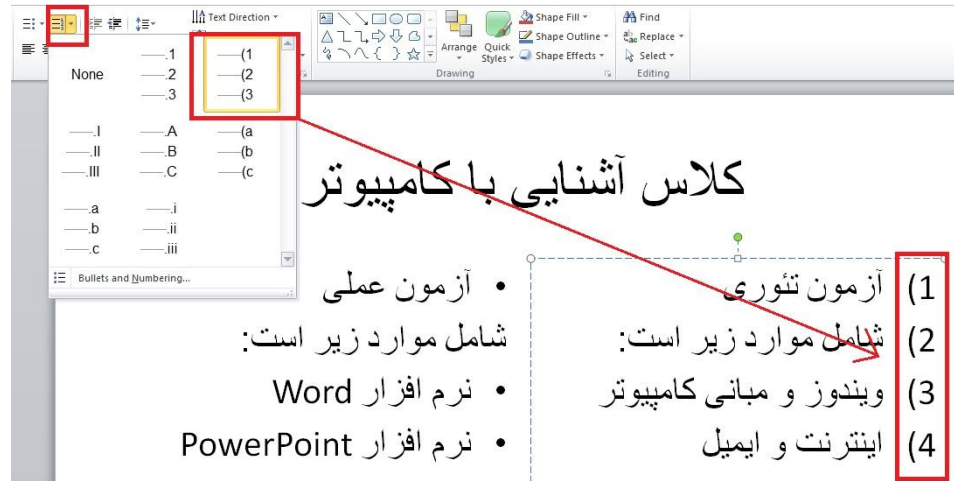 Text Direction
Shape Fill
Find
Shape Outline
Replace
Arrange
Quick Styles
Shape Effects
Select
Drawing
Editing
None
1.
2.
3.
1)
2)
3)
I.
II.
III.
A.
B.
C.
a)
b)
c)
a.
b.
c.
i.
ii.
iii.
Bullets and Numbering...
کلاس آشنایی با کامپیوتر
1) آزمون تئوری
2) شامل موارد زیر است:
3) ویندوز و مبانی کامپیوتر
4) اینترنت و ایمیل
• آزمون عملی
شامل موارد زیر است:
• نرم افزار Word
• نرم افزار PowerPoint